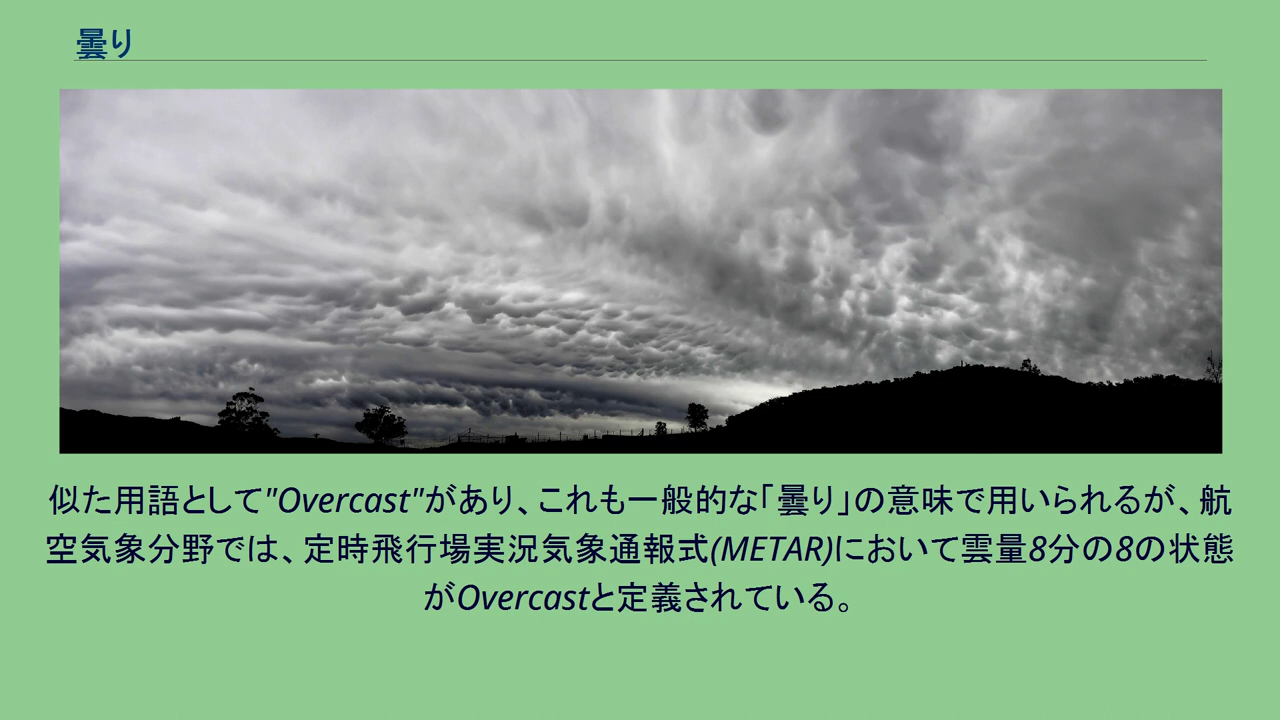 曇り
似た用語として"Overcast"があり、これも一般的な「曇り」の意味で用いられるが、航
空気象分野では、定時飛行場実況気象通報式(METAR)において雲量8分の8の状態
がOvercastと定義されている。